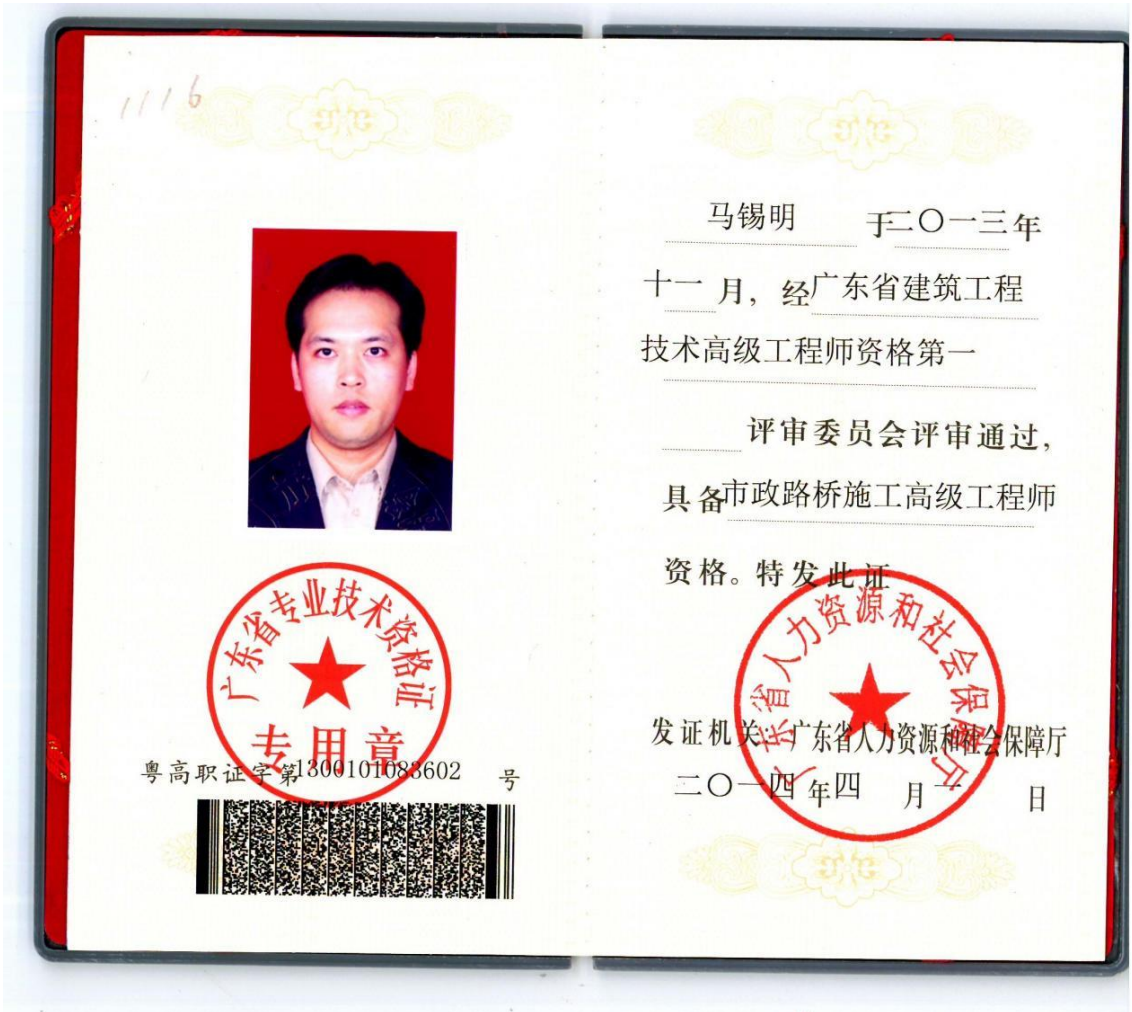 1116
广东省专业技术资格证
专用章
粤高职证字第1300101083602 号
马锡明 于二〇一三年
十一月，经广东省建筑工程
技术高级工程师资格第一
评审委员会评审通过，
具备市政路桥施工高级工程师
资格。特发此证
广东省人力资源和社会保障厅
发证机关：广东省人力资源和社会保障厅
二〇一四年四月一日